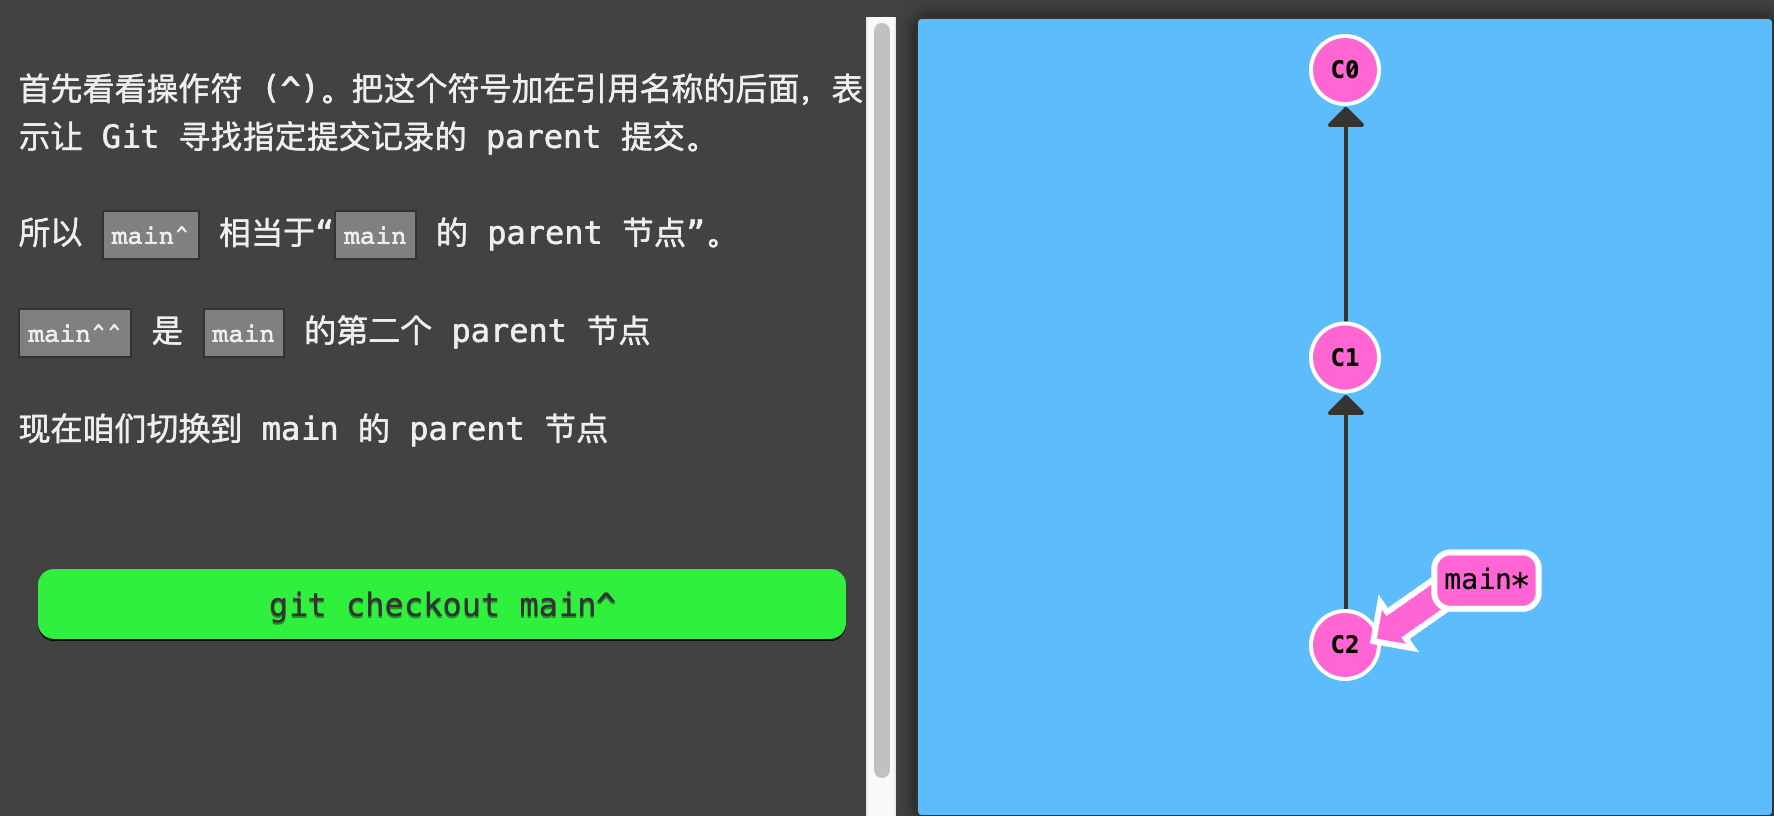 首先看看操作符 (^)。把这个符号加在引用名称的后面，表
示让 Git 寻找指定提交记录的 parent 提交。
所以 main^ 相当于“main 的 parent 节点”。
main^^ 是 main 的第二个 parent 节点
现在咱们切换到 main 的 parent 节点
git checkout main^
C0
C1
main*
C2